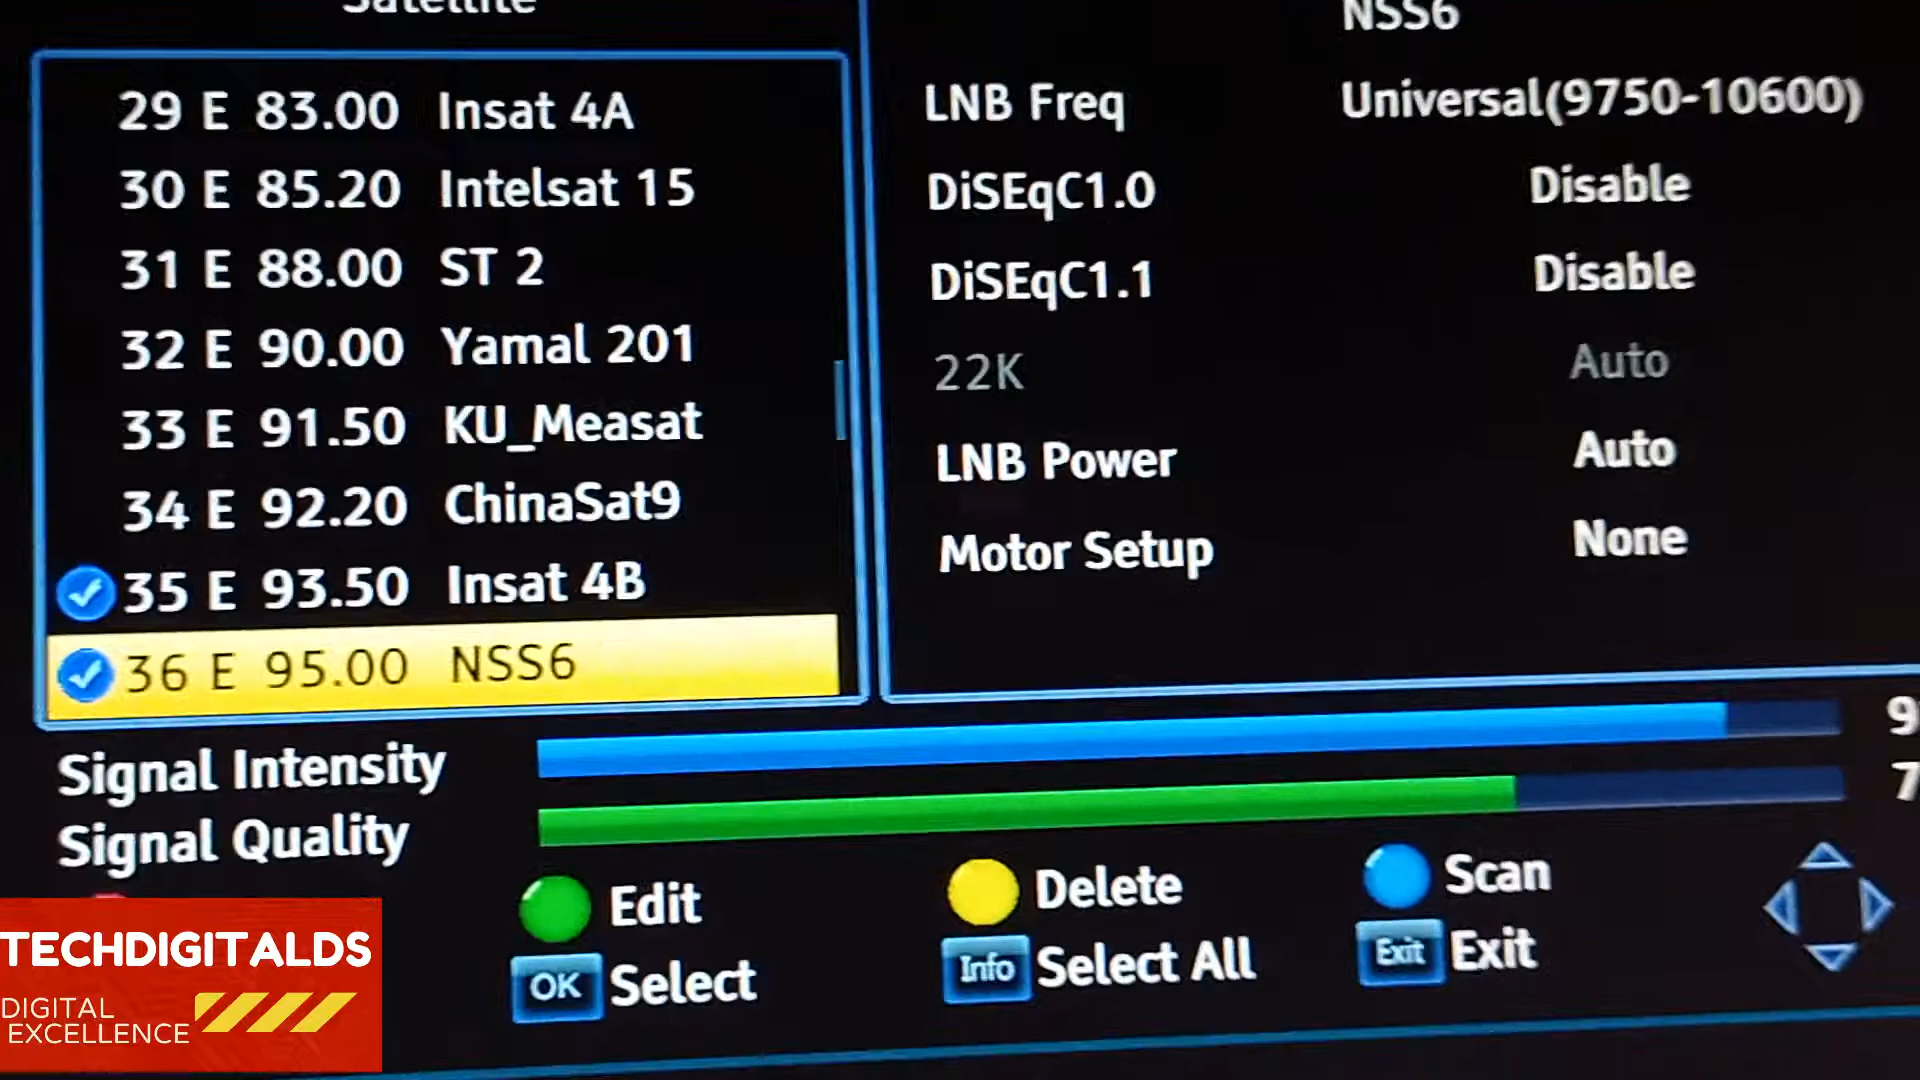 Satellite
29 E 83.00 Insat 4A
30 E 85.20 Intelsat 15
31 E 88.00 ST 2
32 E 90.00 Yamal 201
33 E 91.50 KU_Measat
34 E 92.20 ChinaSat9
35 E 93.50 Insat 4B
36 E 95.00 NSS6
NSS6
LNB Freq Universal(9750-10600)
DiSEqC1.0 Disable
DiSEqC1.1 Disable
22K Auto
LNB Power Auto
Motor Setup None
Signal Intensity 9
Signal Quality 7
Edit Delete Scan
OK Select Info Select All Exit Exit
TECHDIGITALDS
DIGITAL
EXCELLENCE